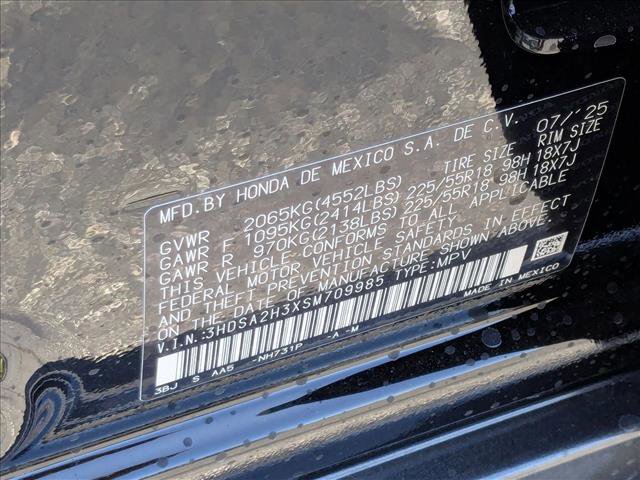 MFD.BY HONDA DE MEXICO S.A. DE C.V. 07/'25
GVWR 2065KG(4552LBS) TIRE SIZE RIM SIZE
GAWR F 1095KG(2414LBS) 225/55R18 98H 18X7J
GAWR R 970KG(2138LBS) 225/55R18 98H 18X7J
THIS VEHICLE CONFORMS TO ALL APPLICABLE
FEDERAL MOTOR VEHICLE SAFETY
AND THEFT PREVENTION STANDARDS IN EFFECT
ON THE DATE OF MANUFACTURE SHOWN ABOVE.
V.I.N.:3HDSA2H3XSM709985 TYPE:MPV
3BJ S AA5 -NH731P -A -M MADE IN MEXICO